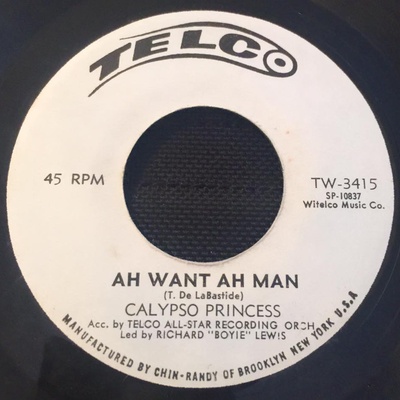 TELCO
45 RPM
TW-3415
SP-10837
Witelco Music Co.
AH WANT AH MAN
(T. De LaBastide)
CALYPSO PRINCESS
Acc. by TELCO ALL-STAR RECORDING ORCH
Led by RICHARD "BOYIE" LEWIS
MANUFACTURED BY CHIN-RANDY OF BROOKLYN NEW YORK U.S.A